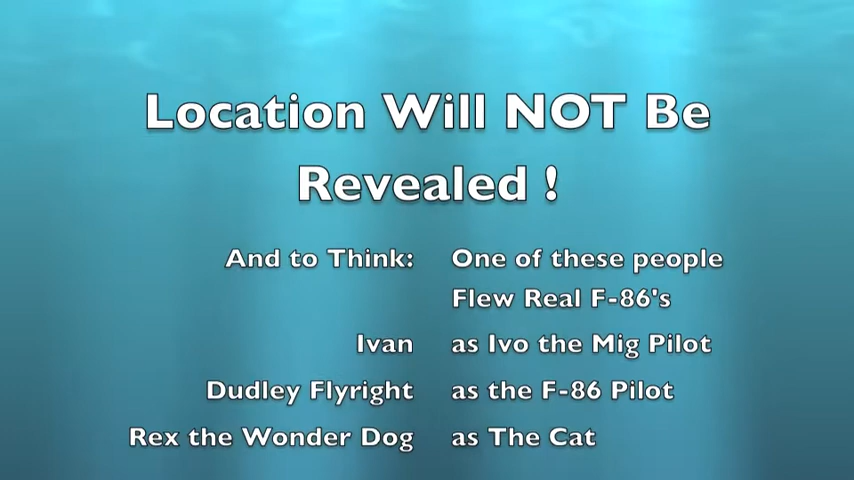 Location Will NOT Be
Revealed !
And to Think: One of these people
Flew Real F-86's
Ivan as Ivo the Mig Pilot
Dudley Flyright as the F-86 Pilot
Rex the Wonder Dog as The Cat